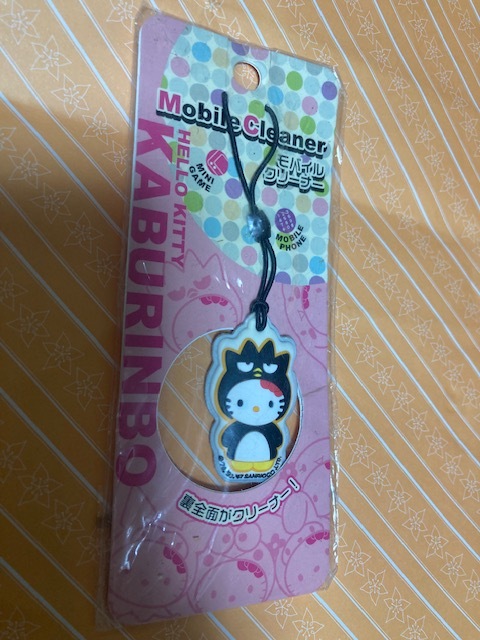 Mobile Cleaner
モバイル
クリーナー
MINI
GAME
MOBILE
PHONE
HELLO KITTY
KABURINBO
裏全面がクリーナー!